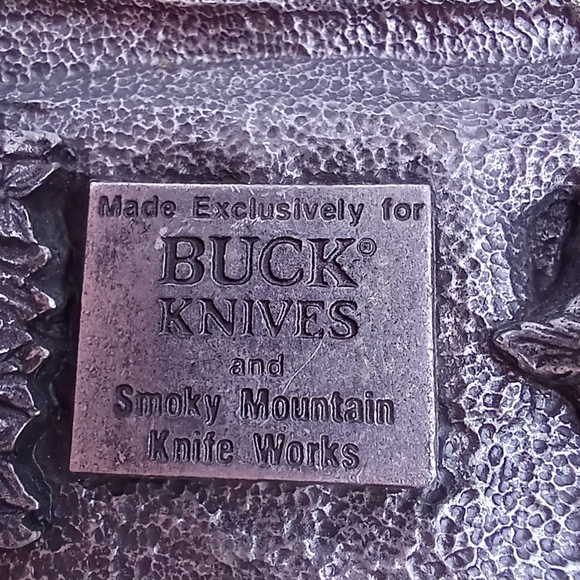 Made Exclusively for
BUCK®
KNIVES
and
Smoky Mountain
Knife Works